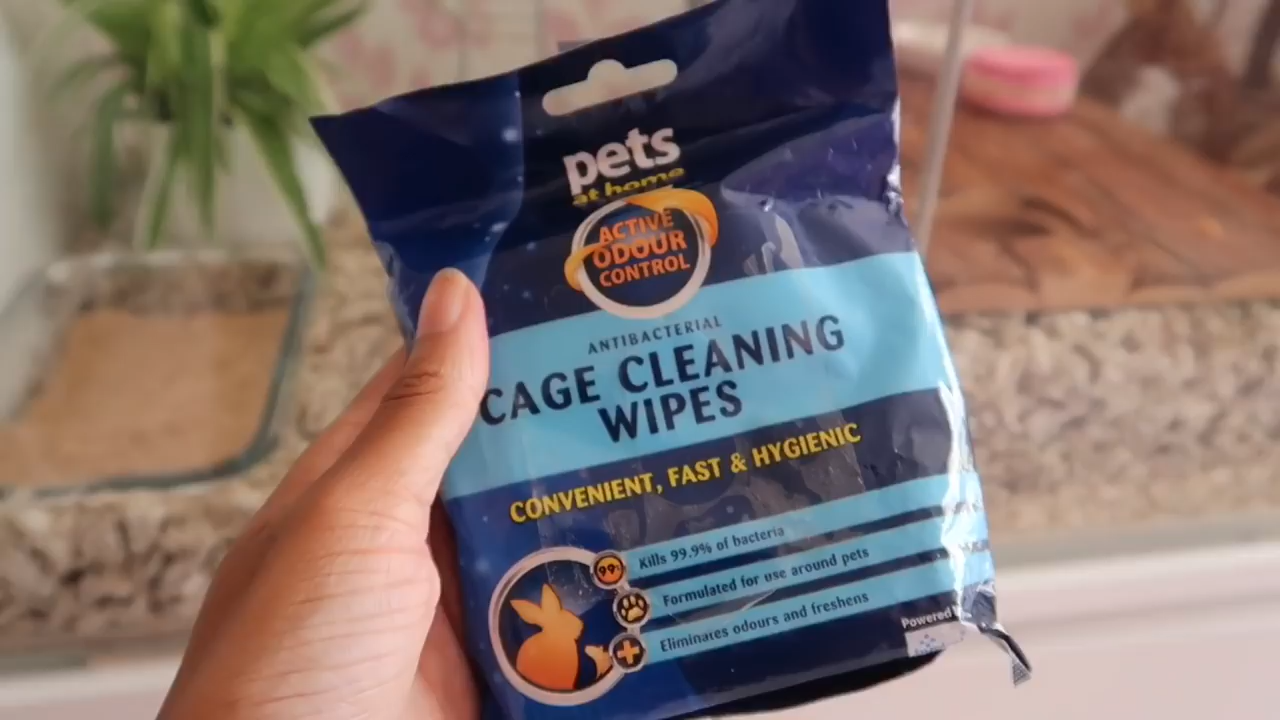 pets
at home
ACTIVE
ODOUR
CONTROL
ANTIBACTERIAL
CAGE CLEANING
WIPES
CONVENIENT, FAST & HYGIENIC
99%
Kills 99.9% of bacteria
Formulated for use around pets
Eliminates odours and freshens
Powered